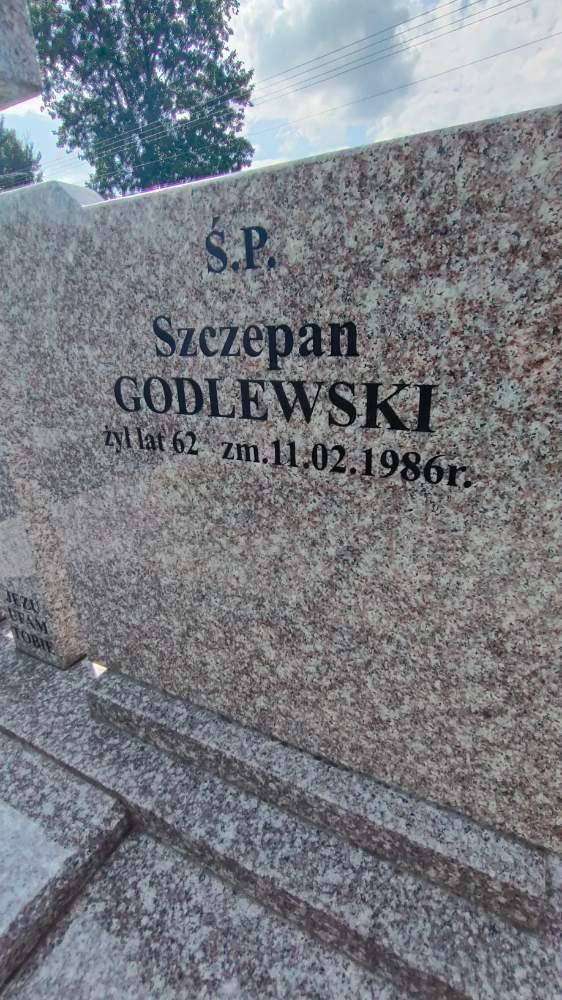 Ś.P.
Szczepan
GODLEWSKI
żył lat 62 zm.11.02.1986r.
JEZU
UFAM
TOBIE